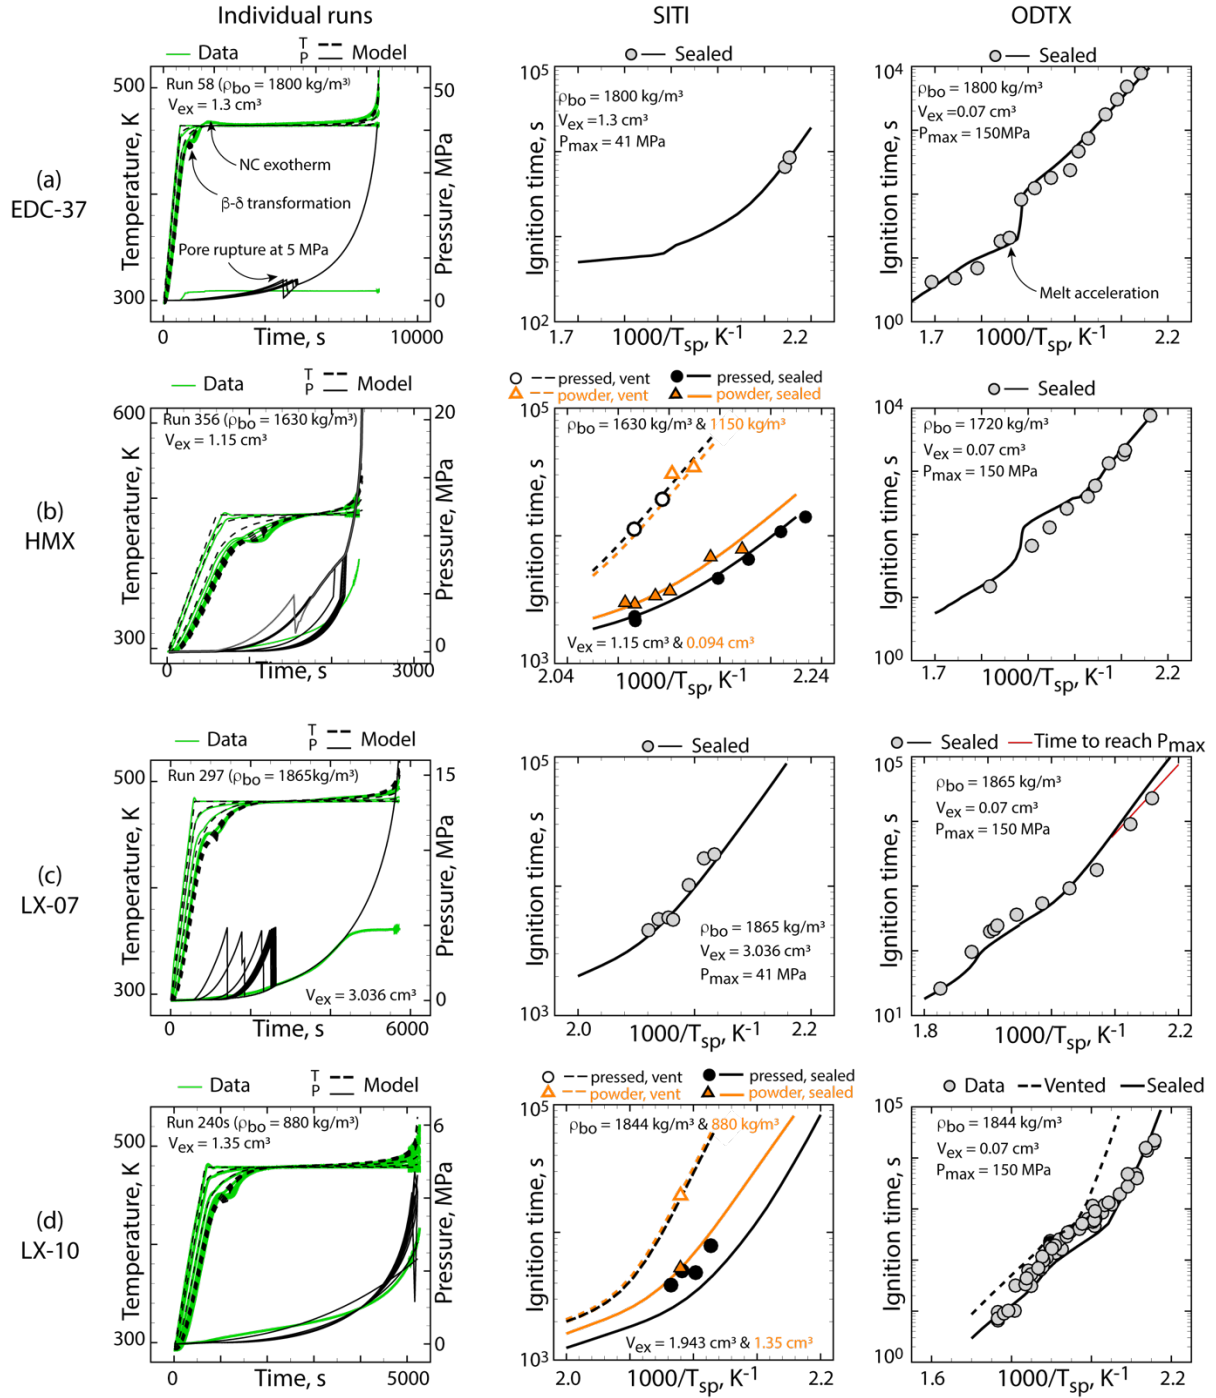 Individual runs
SITI
ODTX
(a)
EDC-37
Data
T
P
Model
500
300
Temperature, K
Run 58 (ρbo = 1800 kg/m³)
Vex = 1.3 cm³
NC exotherm
β-δ transformation
Pore rupture at 5 MPa
50
0
Pressure, MPa
0
Time, s
10000
Sealed
10⁵
10²
Ignition time, s
ρbo = 1800 kg/m³
Vex = 1.3 cm³
Pmax = 41 MPa
1.7
1000/Tsp, K⁻¹
2.2
Sealed
10⁴
10⁰
Ignition time, s
ρbo = 1800 kg/m³
Vex = 0.07 cm³
Pmax = 150MPa
Melt acceleration
1.7
1000/Tsp, K⁻¹
2.2
(b)
HMX
Data
T
P
Model
600
300
Temperature, K
Run 356 (ρbo = 1630 kg/m³)
Vex = 1.15 cm³
20
0
Pressure, MPa
0
Time, s
3000
pressed, vent
pressed, sealed
powder, vent
powder, sealed
10⁵
10³
Ignition time, s
ρbo = 1630 kg/m³ & 1150 kg/m³
Vex = 1.15 cm³ & 0.094 cm³
2.04
1000/Tsp, K⁻¹
2.24
Sealed
10⁴
10⁰
Ignition time, s
ρbo = 1720 kg/m³
Vex = 0.07 cm³
Pmax = 150 MPa
1.7
1000/Tsp, K⁻¹
2.2
(c)
LX-07
Data
T
P
Model
500
300
Temperature, K
Run 297 (ρbo = 1865kg/m³)
Vex = 3.036 cm³
15
0
Pressure, MPa
0
Time, s
6000
Sealed
10⁵
10³
Ignition time, s
ρbo = 1865 kg/m³
Vex = 3.036 cm³
Pmax = 41 MPa
2.0
1000/Tsp, K⁻¹
2.2
Sealed
Time to reach Pmax
10⁵
10¹
Ignition time, s
ρbo = 1865 kg/m³
Vex = 0.07 cm³
Pmax = 150 MPa
1.8
1000/Tsp, K⁻¹
2.2
(d)
LX-10
Data
T
P
Model
500
300
Temperature, K
Run 240s (ρbo = 880 kg/m³)
Vex = 1.35 cm³
6
0
Pressure, MPa
0
Time, s
5000
pressed, vent
pressed, sealed
powder, vent
powder, sealed
10⁵
10³
Ignition time, s
ρbo = 1844 kg/m³ & 880 kg/m³
Vex = 1.943 cm³ & 1.35 cm³
2.0
1000/Tsp, K⁻¹
2.2
Data
Vented
Sealed
10⁵
10⁰
Ignition time, s
ρbo = 1844 kg/m³
Vex = 0.07 cm³
Pmax = 150 MPa
1.6
1000/Tsp, K⁻¹
2.2